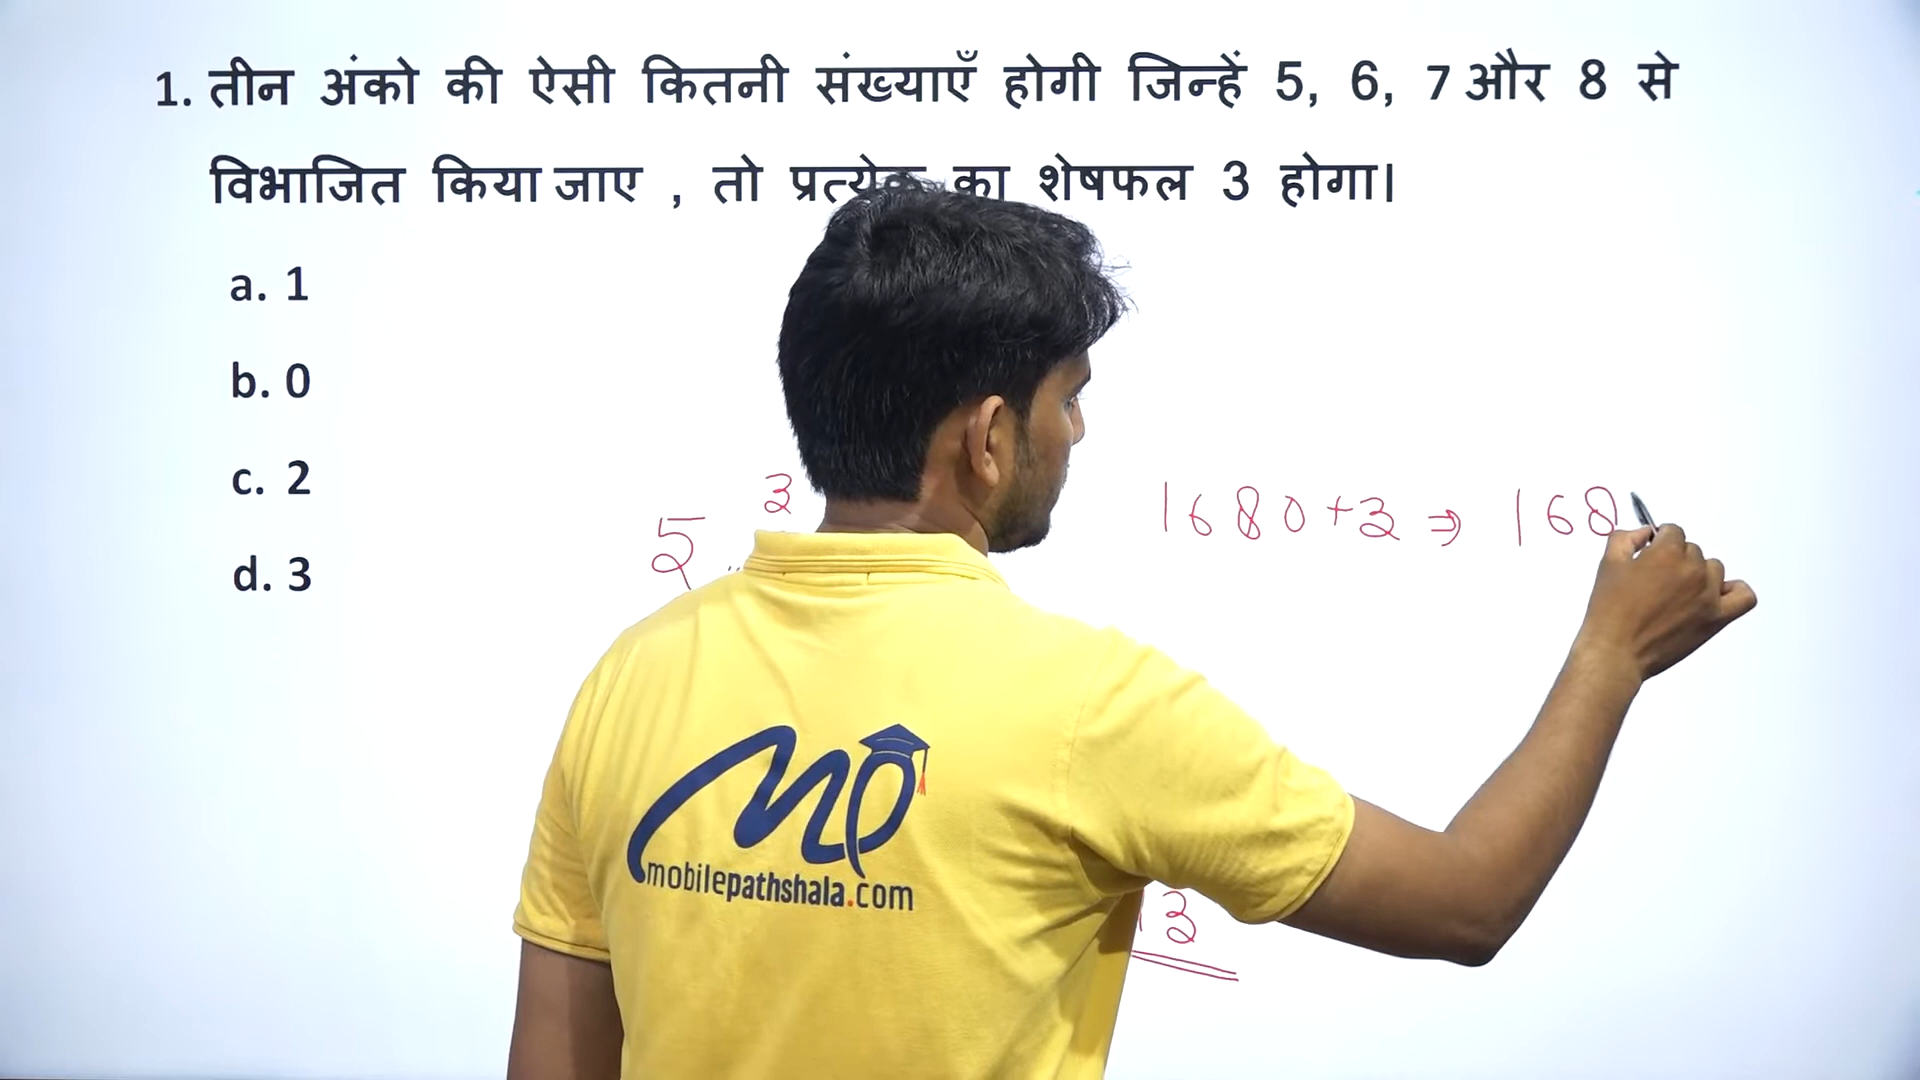 1. तीन अंको की ऐसी कितनी संख्याएँ होगी जिन्हें 5, 6, 7 और 8 से
विभाजित किया जाए , तो प्रत्येक का शेषफल 3 होगा।
a. 1
b. 0
c. 2
d. 3
3
5
1680+3 ⇒ 168
3
mobilepathshala.com